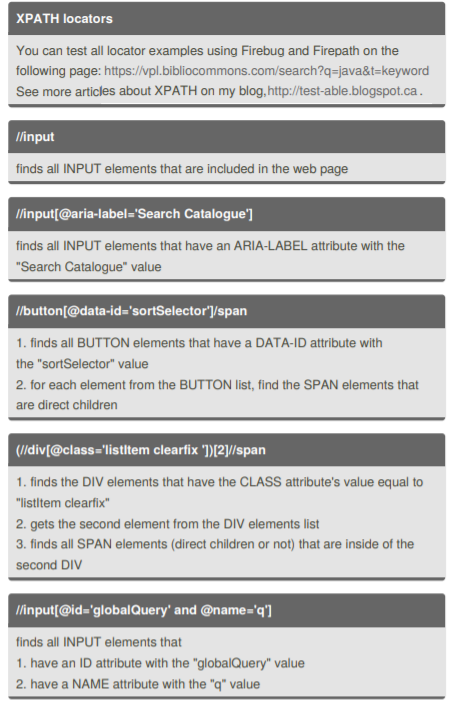 XPATH locators
You can test all locator examples using Firebug and Firepath on the
following page: https://vpl.bibliocommons.com/search?q=java&t=keyword
See more articles about XPATH on my blog,http://test-able.blogspot.ca .
//input
finds all INPUT elements that are included in the web page
//input[@aria-label='Search Catalogue']
finds all INPUT elements that have an ARIA-LABEL attribute with the
"Search Catalogue" value
//button[@data-id='sortSelector']/span
1. finds all BUTTON elements that have a DATA-ID attribute with
the "sortSelector" value
2. for each element from the BUTTON list, find the SPAN elements that
are direct children
(//div[@class='listItem clearfix '])[2]//span
1. finds the DIV elements that have the CLASS attribute's value equal to
"listItem clearfix"
2. gets the second element from the DIV elements list
3. finds all SPAN elements (direct children or not) that are inside of the
second DIV
//input[@id='globalQuery' and @name='q']
finds all INPUT elements that
1. have an ID attribute with the "globalQuery" value
2. have a NAME attribute with the "q" value